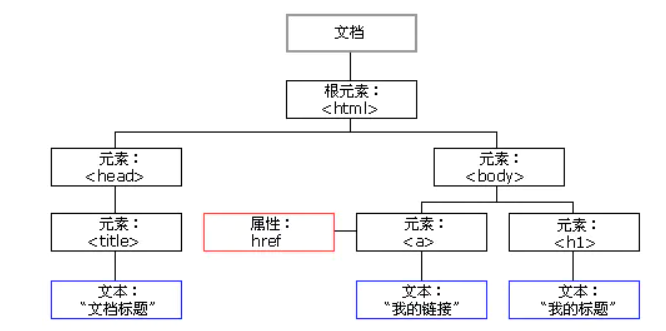 文档
根元素：
<html>
元素：
<head>
元素：
<body>
元素：
<title>
属性：
href
元素：
<a>
元素：
<h1>
文本：
“文档标题”
文本：
“我的链接”
文本：
“我的标题”